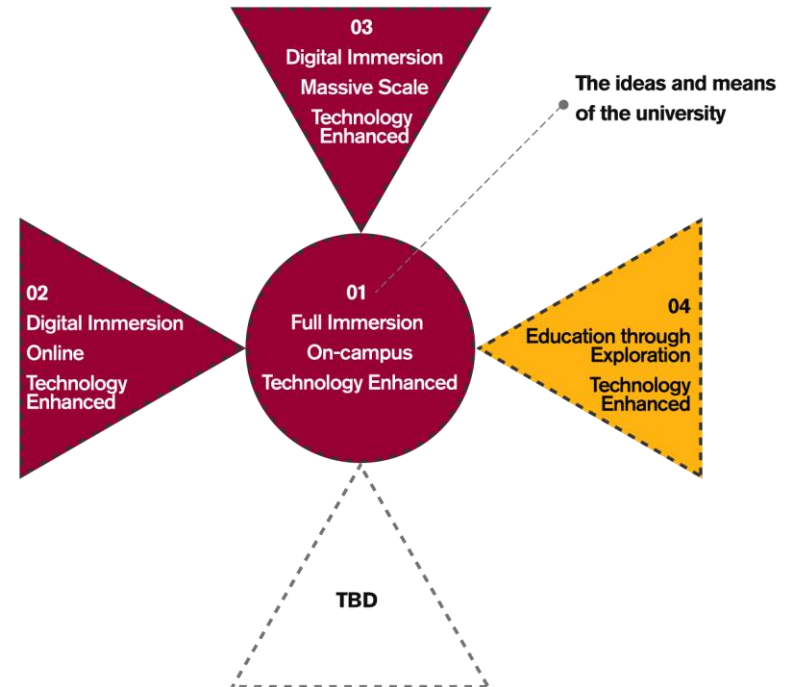 03
Digital Immersion
Massive Scale
Technology
Enhanced
The ideas and means
of the university
02
Digital Immersion
Online
Technology
Enhanced
01
Full Immersion
On-campus
Technology Enhanced
04
Education through
Exploration
Technology
Enhanced
TBD